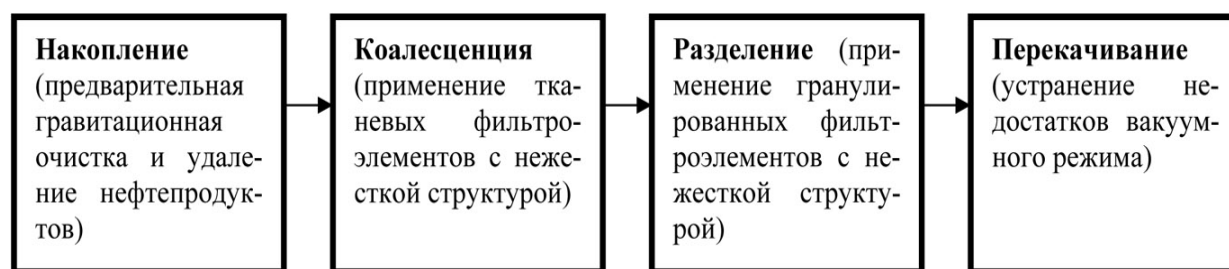 Накопление
(предварительная
гравитационная
очистка и удале-
ние нефтепродук-
тов)
Коалесценция
(применение тка-
невых фильтро-
элементов с неже-
сткой структурой)
Разделение (при-
менение гранули-
рованных фильт-
роэлементов с не-
жесткой структу-
рой)
Перекачивание
(устранение не-
достатков вакуум-
много режима)